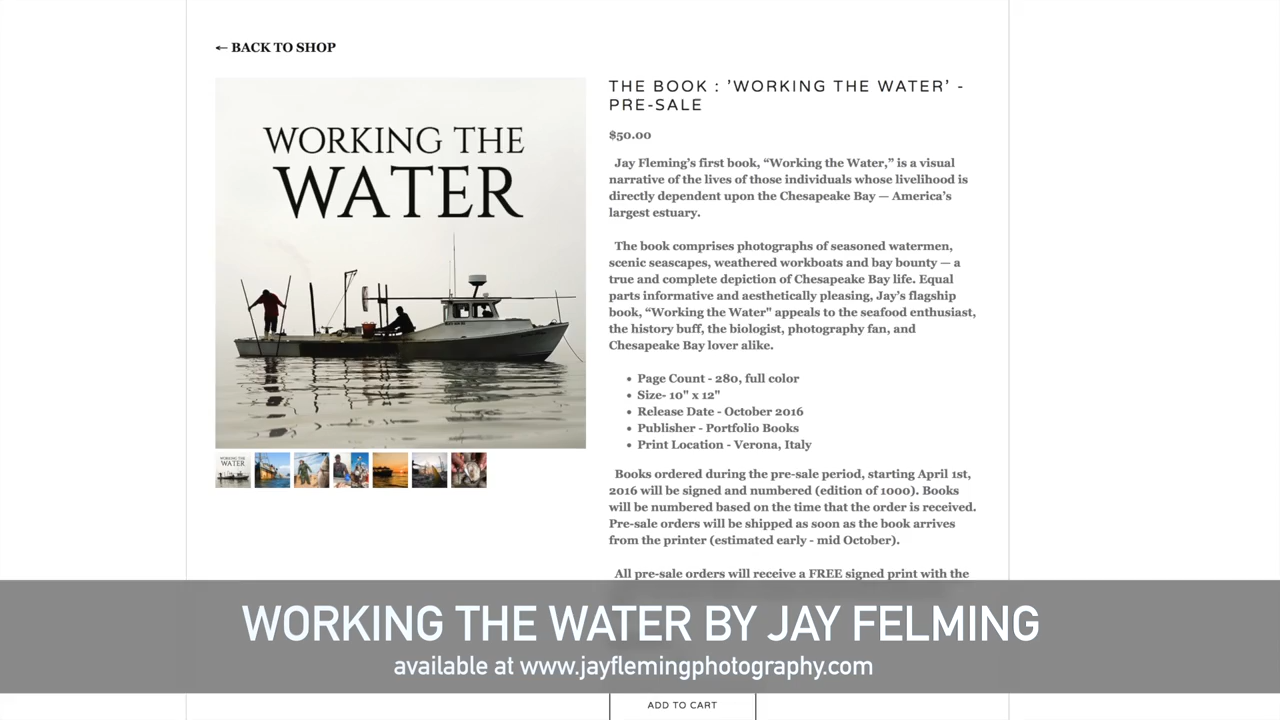 ← BACK TO SHOP
WORKING THE
WATER
THE BOOK : 'WORKING THE WATER' -
PRE-SALE
$50.00
Jay Fleming's first book, “Working the Water,” is a visual
narrative of the lives of those individuals whose livelihood is
directly dependent upon the Chesapeake Bay — America's
largest estuary.
The book comprises photographs of seasoned watermen,
scenic seascapes, weathered workboats and bay bounty — a
true and complete depiction of Chesapeake Bay life. Equal
parts informative and aesthetically pleasing, Jay's flagship
book, “Working the Water" appeals to the seafood enthusiast,
the history buff, the biologist, photography fan, and
Chesapeake Bay lover alike.
• Page Count - 280, full color
• Size- 10" x 12"
• Release Date - October 2016
• Publisher - Portfolio Books
• Print Location - Verona, Italy
Books ordered during the pre-sale period, starting April 1st,
2016 will be signed and numbered (edition of 1000). Books
will be numbered based on the time that the order is received.
Pre-sale orders will be shipped as soon as the book arrives
from the printer (estimated early - mid October).
All pre-sale orders will receive a FREE signed print with the
WORKING THE WATER BY JAY FELMING
available at www.jayflemingphotography.com
ADD TO CART
WORKING THE
WATER